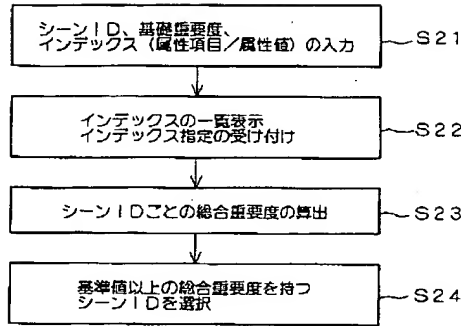 シーンＩＤ、基礎重要度、
インデックス（属性項目／属性値）の入力
Ｓ２１
インデックスの一覧表示
インデックス指定の受け付け
Ｓ２２
シーンＩＤごとの総合重要度の算出
Ｓ２３
基準値以上の総合重要度を持つ
シーンＩＤを選択
Ｓ２４